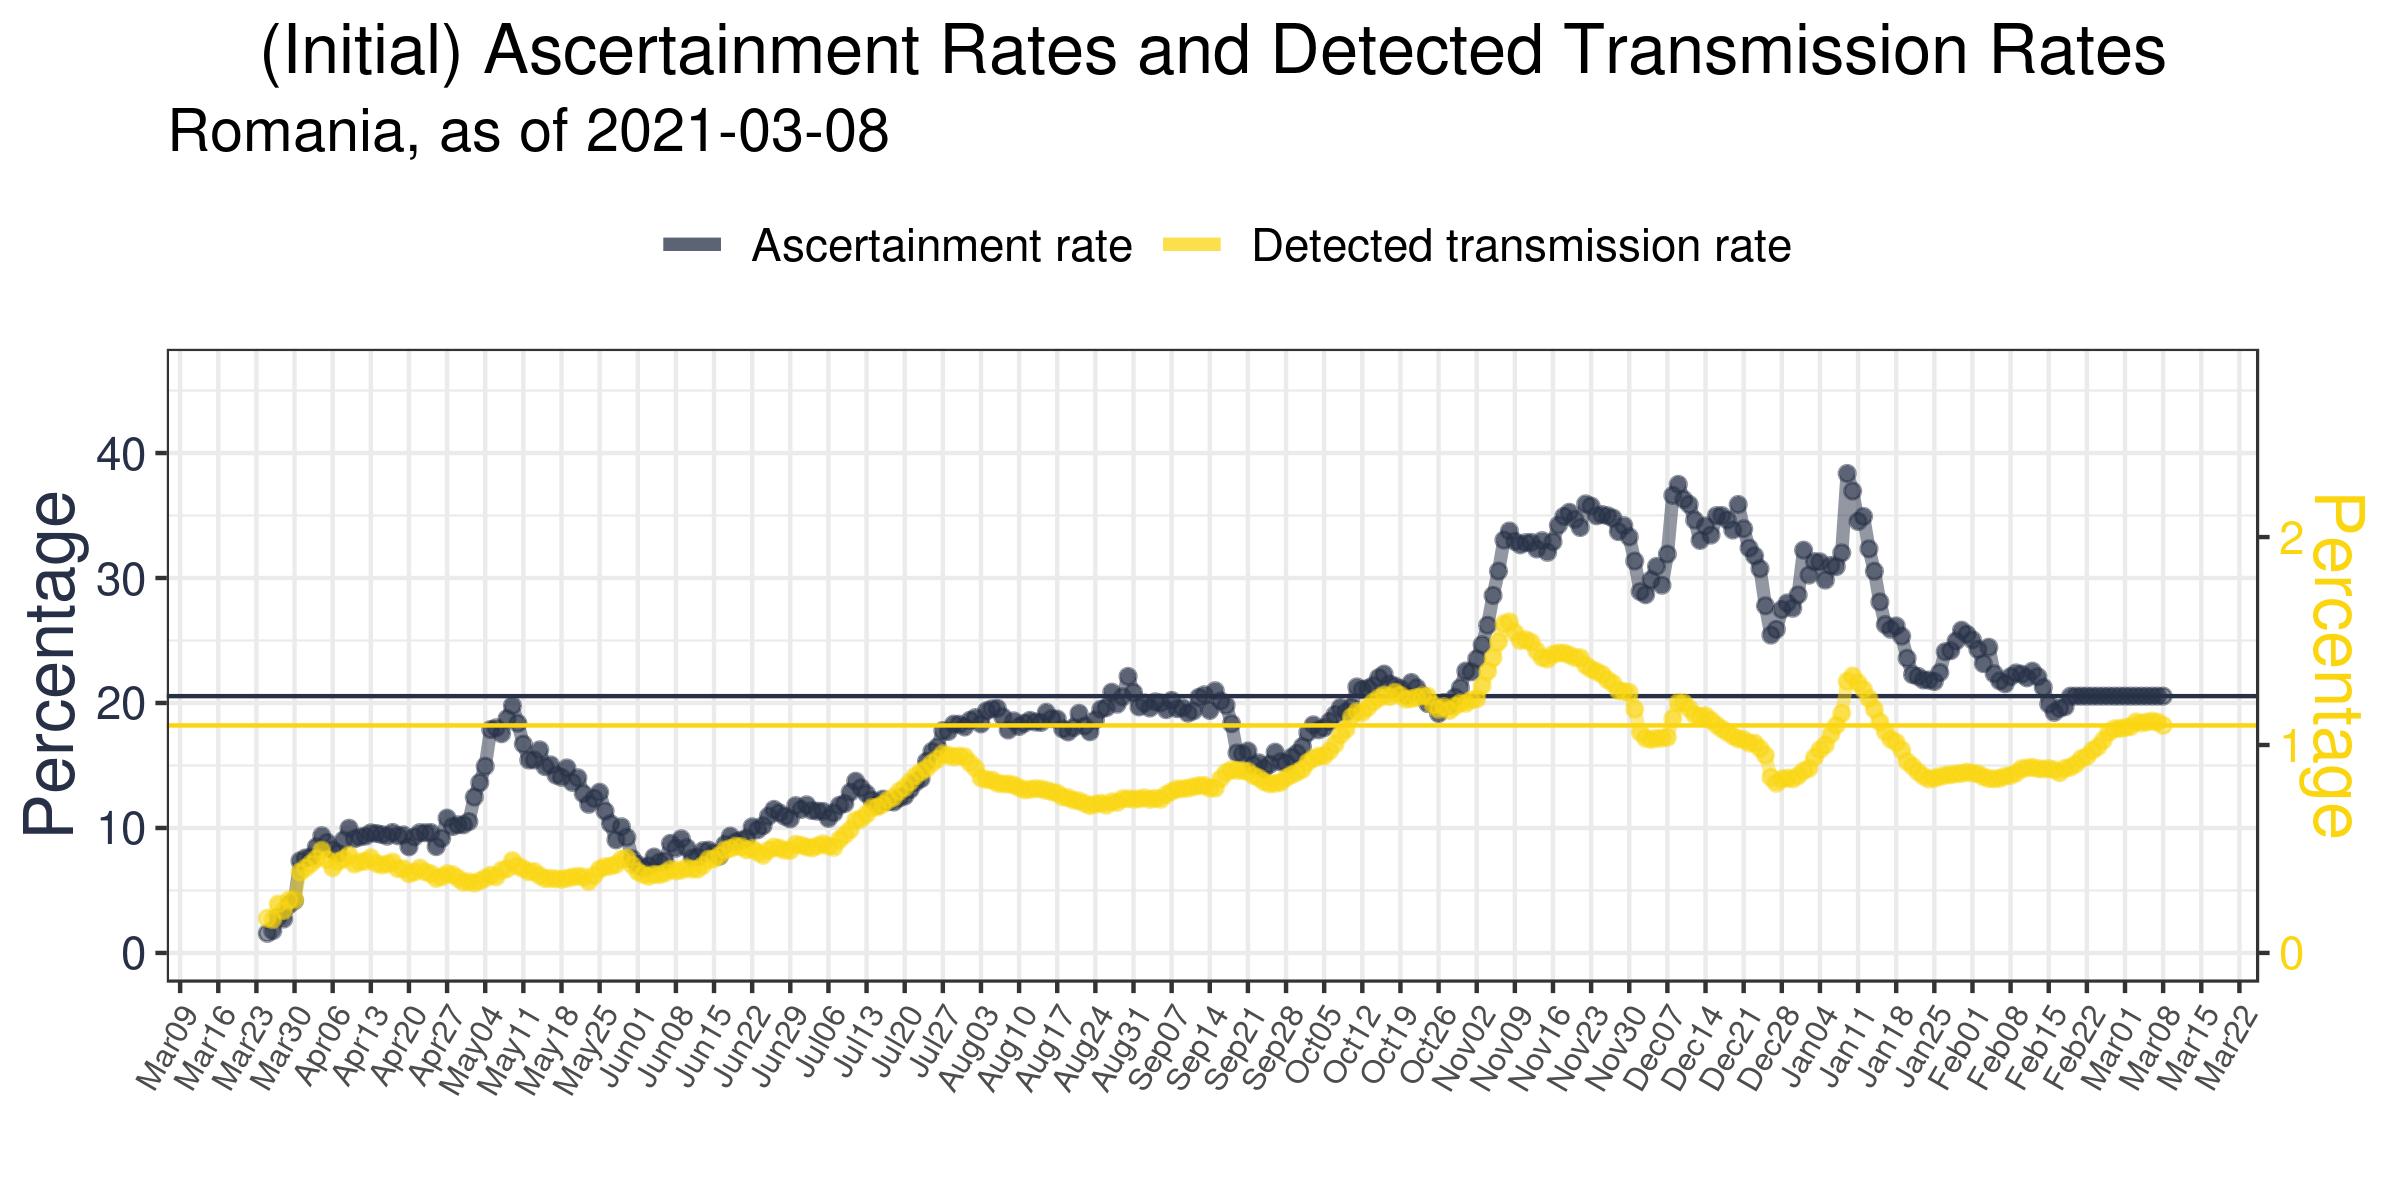 (Initial) Ascertainment Rates and Detected Transmission Rates
Romania, as of 2021-03-08
Ascertainment rate
Detected transmission rate
Percentage
40
30
20
10
0
2
1
0
Percentage
Mar09
Mar16
Mar23
Mar30
Apr06
Apr13
Apr20
Apr27
May04
May11
May18
May25
Jun01
Jun08
Jun15
Jun22
Jun29
Jul06
Jul13
Jul20
Jul27
Aug03
Aug10
Aug17
Aug24
Aug31
Sep07
Sep14
Sep21
Sep28
Oct05
Oct12
Oct19
Oct26
Nov02
Nov09
Nov16
Nov23
Nov30
Dec07
Dec14
Dec21
Dec28
Jan04
Jan11
Jan18
Jan25
Feb01
Feb08
Feb15
Feb22
Mar01
Mar08
Mar15
Mar22